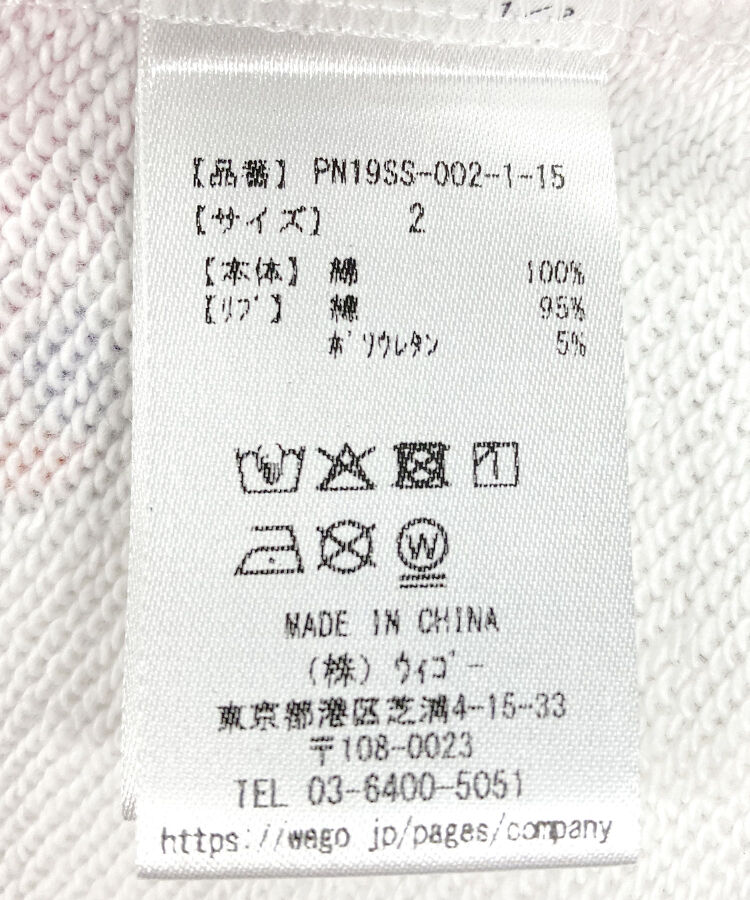 【品番】 PN19SS-002-1-15
【サイズ】 2
【本体】 綿 100%
【リブ】 綿 95%
ポリウレタン 5%
W
MADE IN CHINA
(株) ウィゴー
東京都港区芝浦4-15-33
〒108-0023
TEL 03-6400-5051
https://wego.jp/pages/company